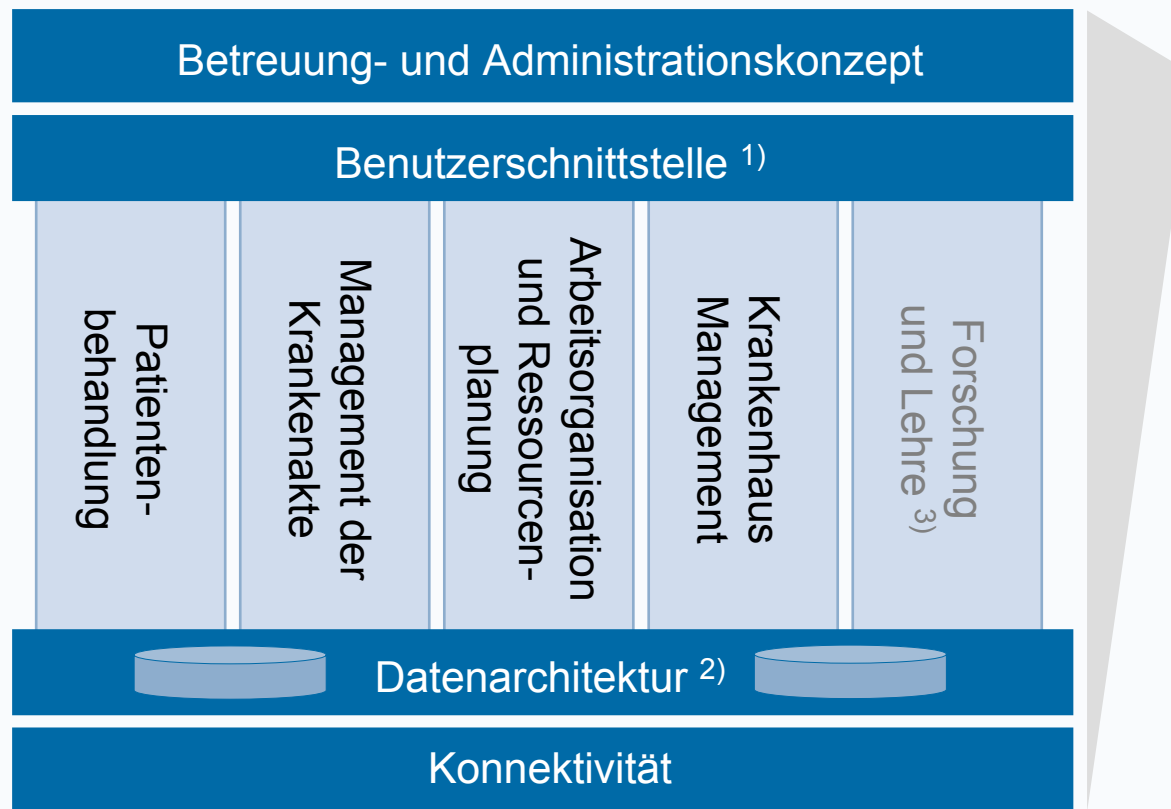 Betreuung- und Administrationskonzept
Benutzerschnittstelle 1)
Patienten-
behandlung
Management der
Krankenakte
Arbeitsorganisation
und Ressourcen-
planung
Krankenhaus
Management
Forschung
und Lehre 3)
Datenarchitektur 2)
Konnektivität